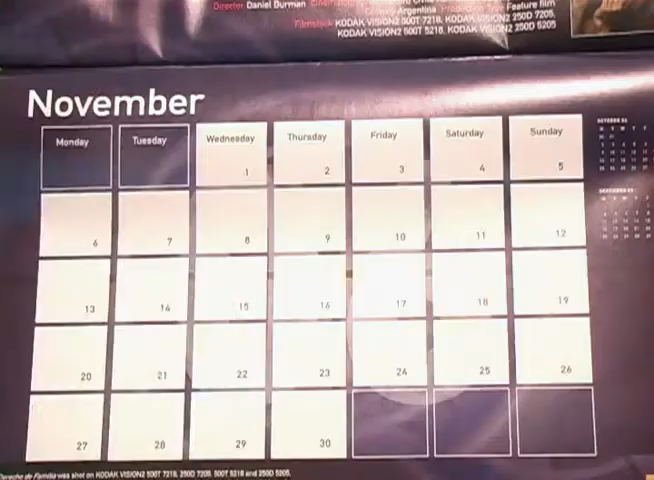 Director Daniel Burman
Argentina Production Type Feature film
Filmstock KODAK VISION2 500T 7218, KODAK VISION2 250D 7205,
KODAK VISION2 500T 5218, KODAK VISION2 250D 5205
November
Monday Tuesday Wednesday Thursday Friday Saturday Sunday
1 2 3 4 5
6 7 8 9 10 11 12
13 14 15 16 17 18 19
20 21 22 23 24 25 26
27 28 29 30
Derecho de Familia was shot on KODAK VISION2 500T 7218, 250D 7205, 500T 5218 and 250D 5205.